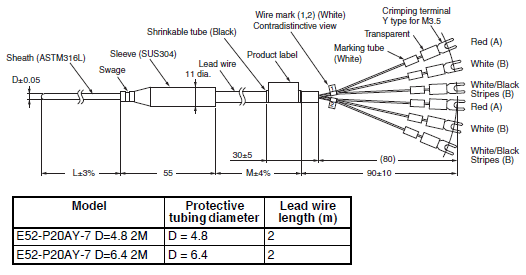 Wire mark (1,2) (White)
Contradistinctive view
Crimping terminal
Y type for M3.5
Transparent
Shrinkable tube (Black)
Marking tube
(White)
Red (A)
Sleeve (SUS304)
Product label
Sheath (ASTM316L)
Lead wire
White (B)
Swage
11 dia.
D±0.05
White/Black
Stripes (B)
1
2
Red (A)
White (B)
White/Black
Stripes (B)
30±5
(80)
L±3%
55
M±4%
90±10
Model Protective tubing diameter Lead wire length (m)
E52-P20AY-7 D=4.8 2M D = 4.8 2
E52-P20AY-7 D=6.4 2M D = 6.4 2